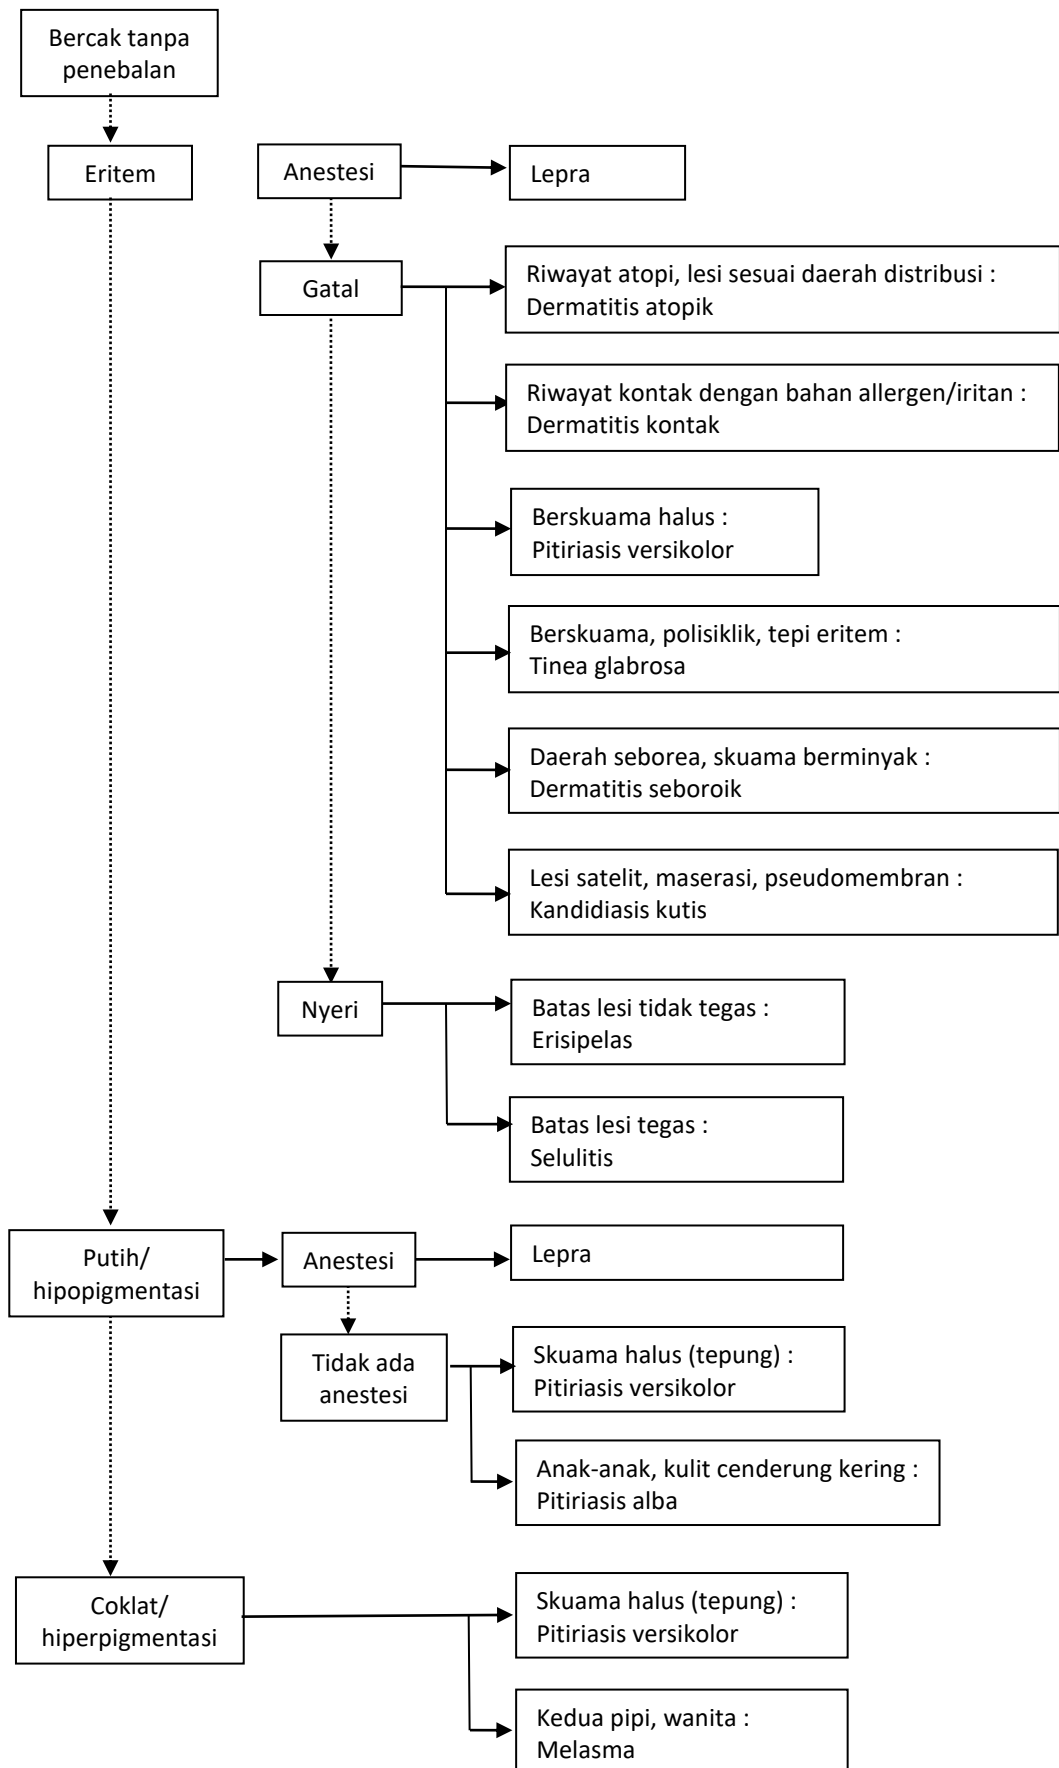 Bercak tanpa
penebalan
Eritem
Anestesi
Lepra
Gatal
Riwayat atopi, lesi sesuai daerah distribusi :
Dermatitis atopik
Riwayat kontak dengan bahan allergen/iritan :
Dermatitis kontak
Berskuama halus :
Pitiriasis versikolor
Berskuama, polisiklik, tepi eritem :
Tinea glabrosa
Daerah seborea, skuama berminyak :
Dermatitis seboroik
Lesi satelit, maserasi, pseudomembran :
Kandidiasis kutis
Nyeri
Batas lesi tidak tegas :
Erisipelas
Batas lesi tegas :
Selulitis
Putih/
hipopigmentasi
Anestesi
Lepra
Tidak ada
anestesi
Skuama halus (tepung) :
Pitiriasis versikolor
Anak-anak, kulit cenderung kering :
Pitiriasis alba
Coklat/
hiperpigmentasi
Skuama halus (tepung) :
Pitiriasis versikolor
Kedua pipi, wanita :
Melasma